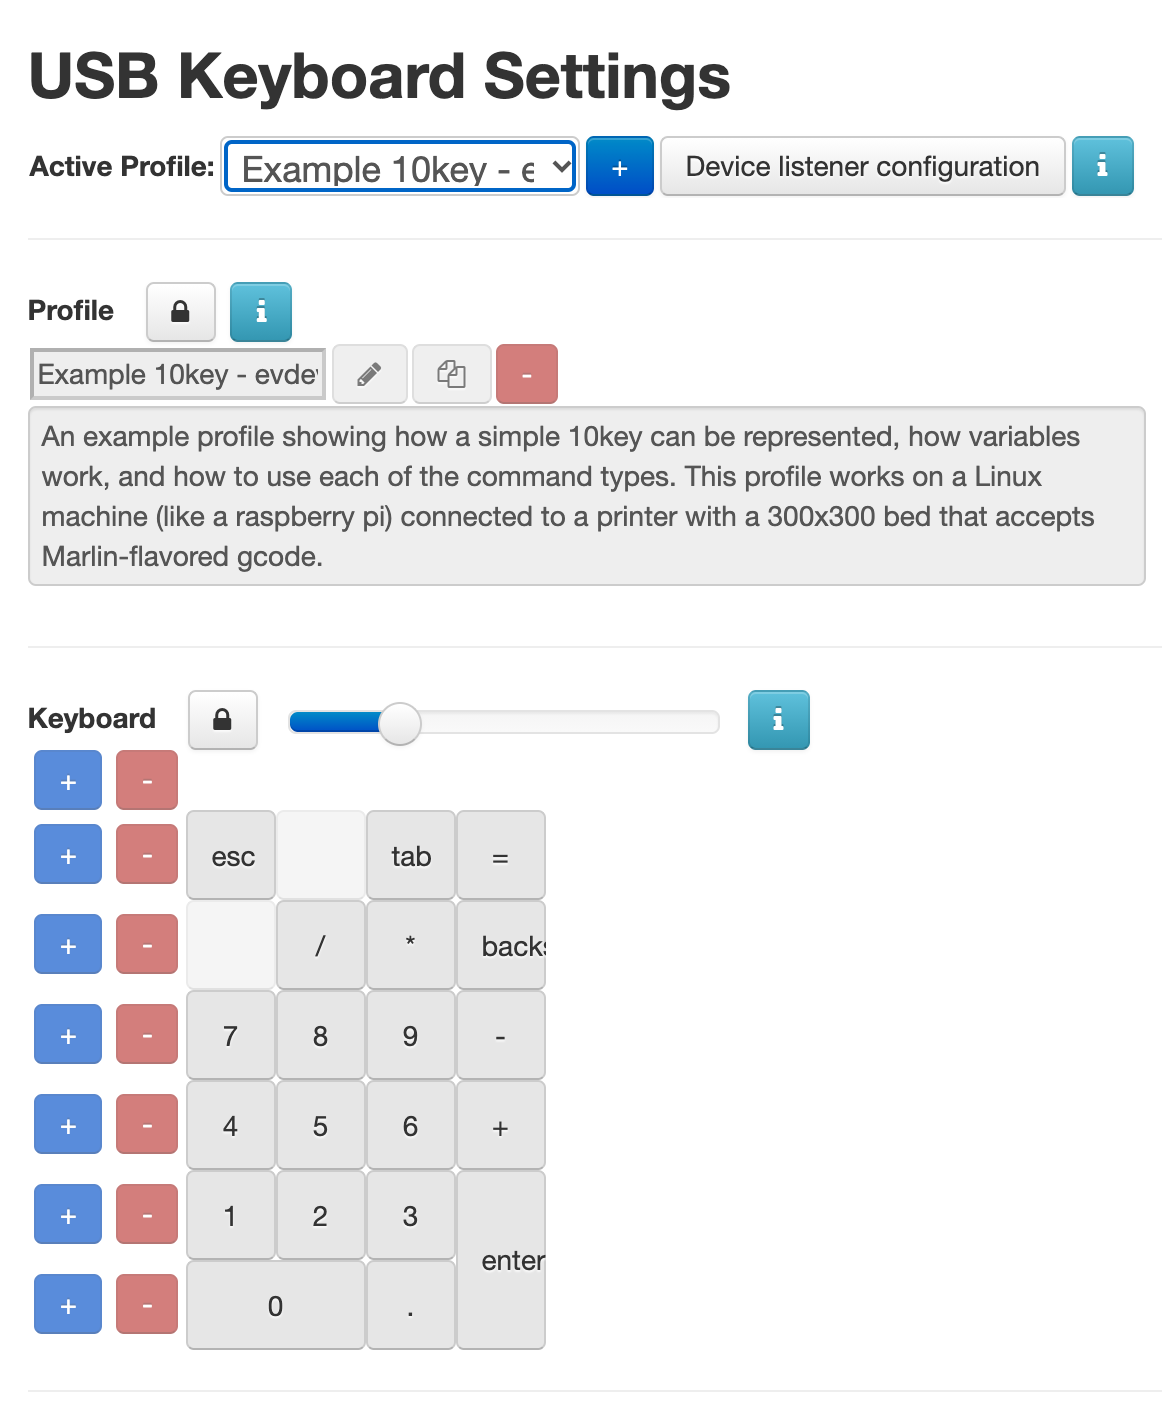 USB Keyboard Settings
Active Profile: Example 10key - e + Device listener configuration i
Profile i
Example 10key - evdev -
An example profile showing how a simple 10key can be represented, how variables
work, and how to use each of the command types. This profile works on a Linux
machine (like a raspberry pi) connected to a printer with a 300x300 bed that accepts
Marlin-flavored gcode.
Keyboard i
+ -
+ - esc tab =
+ - / * backs
+ - 7 8 9 -
+ - 4 5 6 +
+ - 1 2 3
enter
+ - 0 .